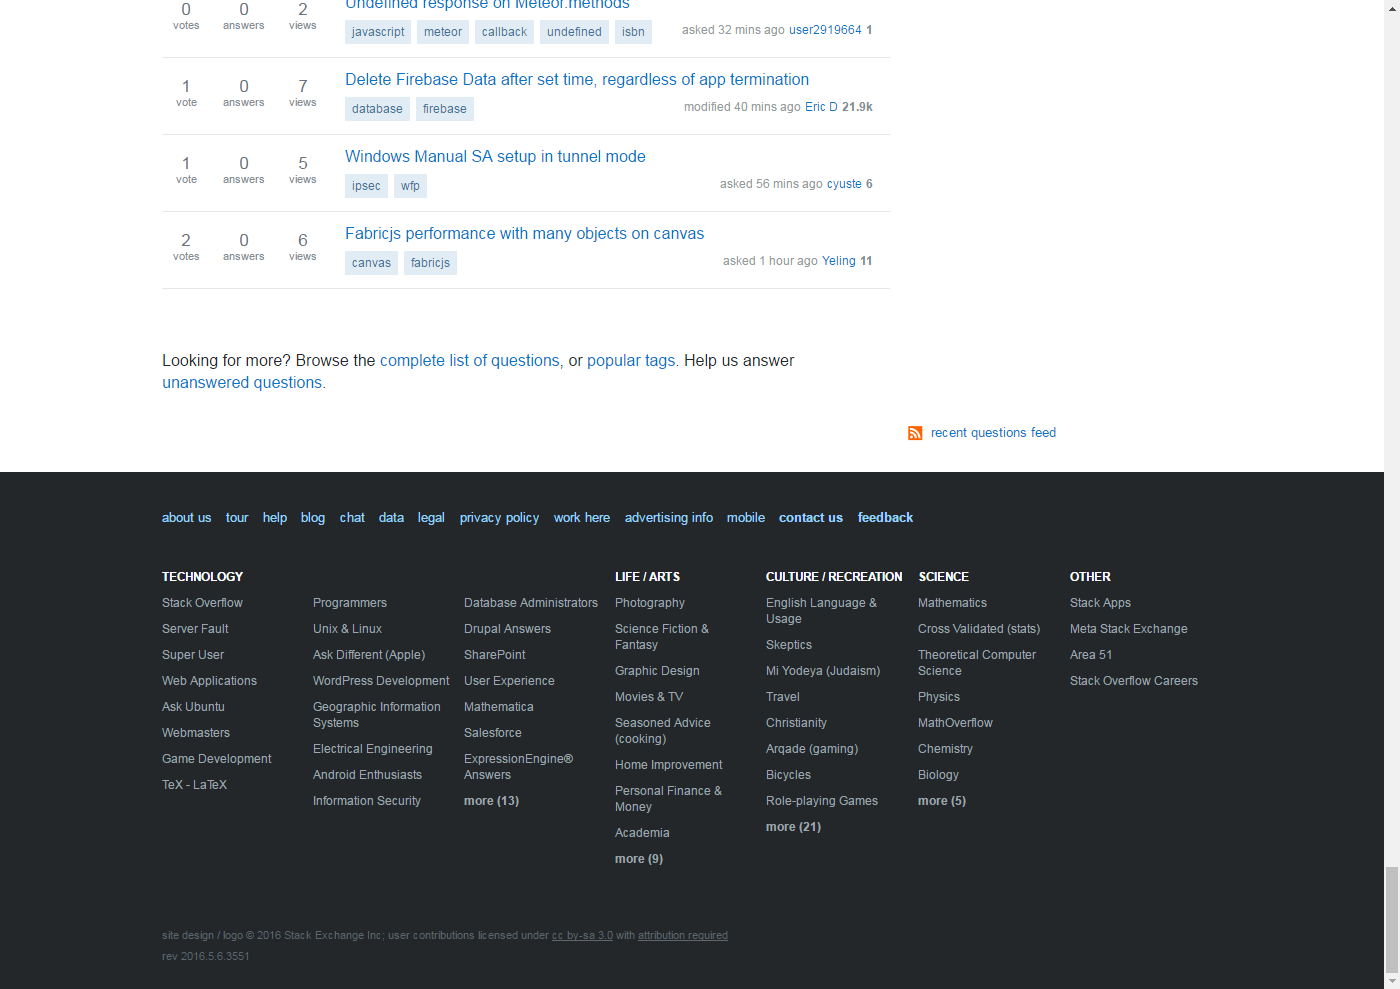 0 0 2 Undefined response on Meteor.methods
votes answers views
javascript meteor callback undefined isbn asked 32 mins ago user2919664 1
1 0 7 Delete Firebase Data after set time, regardless of app termination
vote answers views
database firebase modified 40 mins ago Eric D 21.9k
1 0 5 Windows Manual SA setup in tunnel mode
vote answers views
ipsec wfp asked 56 mins ago cyuste 6
2 0 6 Fabricjs performance with many objects on canvas
votes answers views
canvas fabricjs asked 1 hour ago Yeling 11
Looking for more? Browse the complete list of questions, or popular tags. Help us answer
unanswered questions.
recent questions feed
about us tour help blog chat data legal privacy policy work here advertising info mobile contact us feedback
TECHNOLOGY
Stack Overflow
Server Fault
Super User
Web Applications
Ask Ubuntu
Webmasters
Game Development
TeX - LaTeX
Programmers
Unix & Linux
Ask Different (Apple)
WordPress Development
Geographic Information
Systems
Electrical Engineering
Android Enthusiasts
Information Security
Database Administrators
Drupal Answers
SharePoint
User Experience
Mathematica
Salesforce
ExpressionEngine®
Answers
more (13)
LIFE / ARTS
Photography
Science Fiction &
Fantasy
Graphic Design
Movies & TV
Seasoned Advice
(cooking)
Home Improvement
Personal Finance &
Money
Academia
more (9)
CULTURE / RECREATION
English Language &
Usage
Skeptics
Mi Yodeya (Judaism)
Travel
Christianity
Arqade (gaming)
Bicycles
Role-playing Games
more (21)
SCIENCE
Mathematics
Cross Validated (stats)
Theoretical Computer
Science
Physics
MathOverflow
Chemistry
Biology
more (5)
OTHER
Stack Apps
Meta Stack Exchange
Area 51
Stack Overflow Careers
site design / logo © 2016 Stack Exchange Inc; user contributions licensed under cc by-sa 3.0 with attribution required
rev 2016.5.6.3551